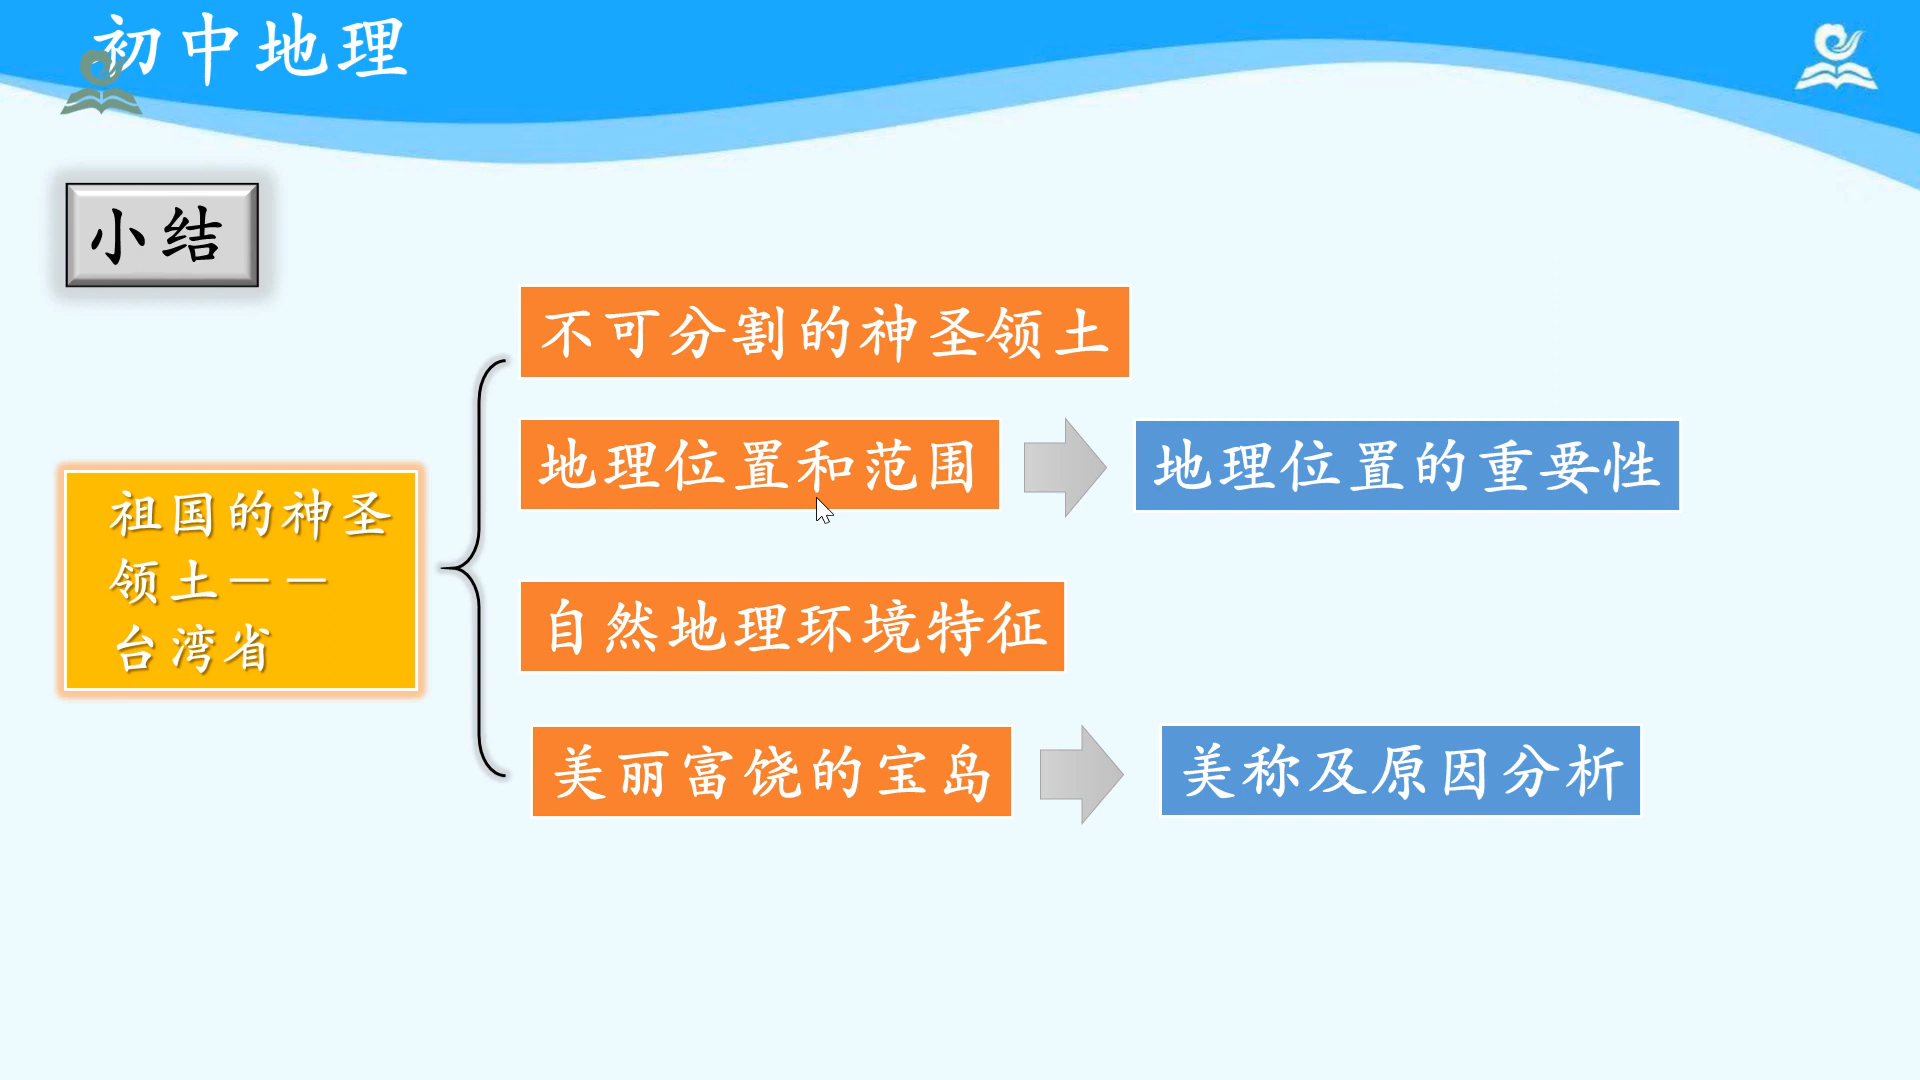 初中地理
小结
不可分割的神圣领土
地理位置和范围
地理位置的重要性
祖国的神圣
领土——
台湾省
自然地理环境特征
美丽富饶的宝岛
美称及原因分析